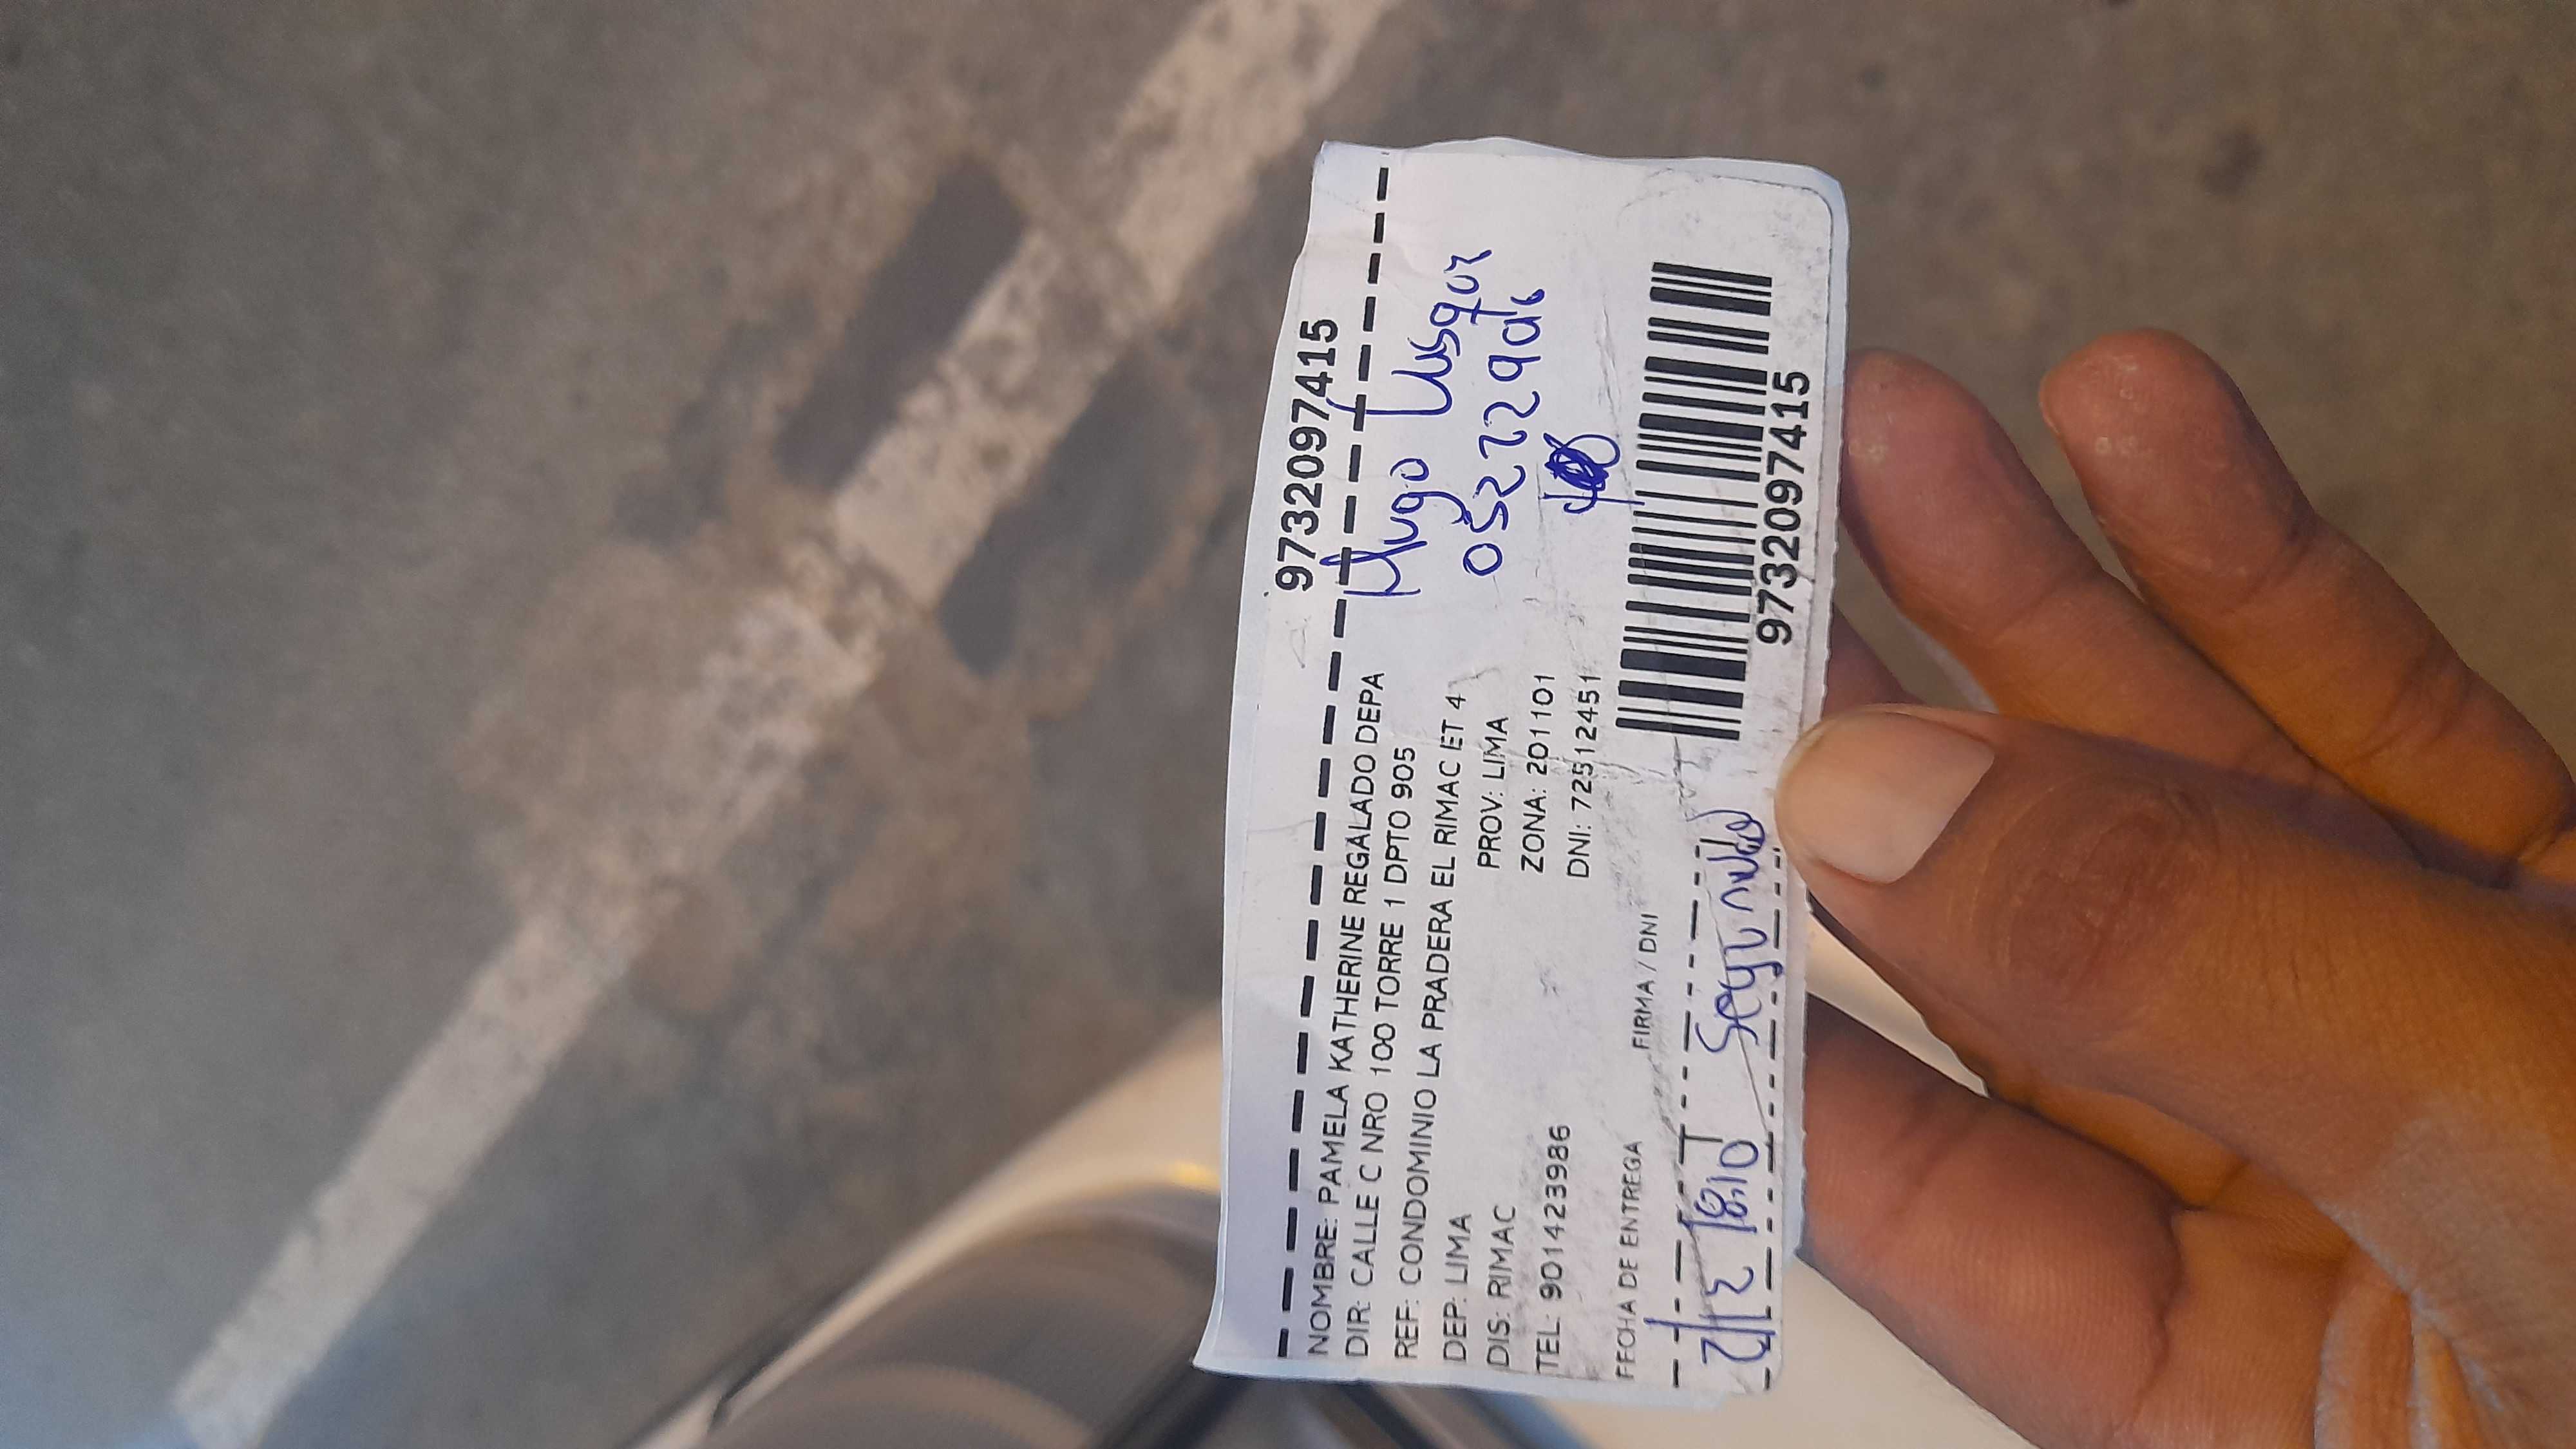 9732097415
NOMBRE: PAMELA KATHERINE REGALADO DEPA
DIR: CALLE C NRO 100 TORRE 1 DPTO 905
REF: CONDOMINIO LA PRADERA EL RIMAC ET 4
DEP: LIMA PROV: LIMA
DIS: RIMAC ZONA: 201101
TEL: 901423986 DNI: 72512451
Hugo
FECHA DE ENTREGA FIRMA / DNI
9732097415